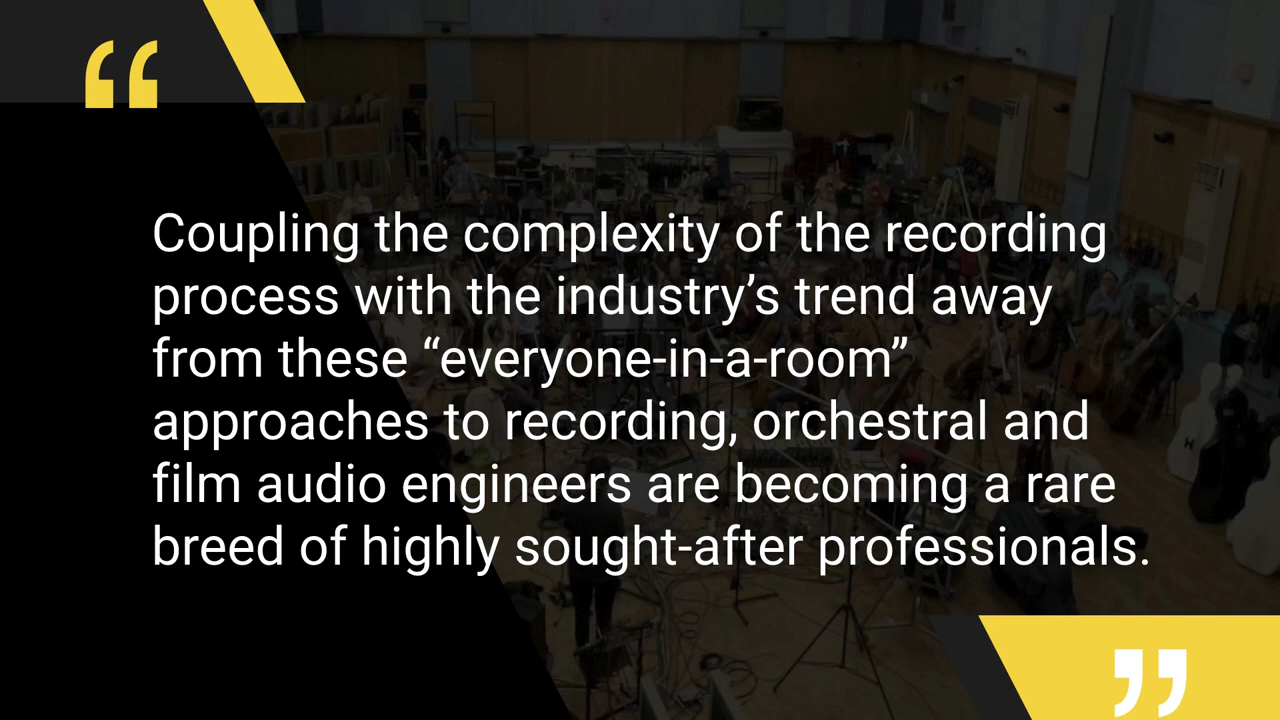 “
Coupling the complexity of the recording
process with the industry’s trend away
from these “everyone-in-a-room”
approaches to recording, orchestral and
film audio engineers are becoming a rare
breed of highly sought-after professionals.
”